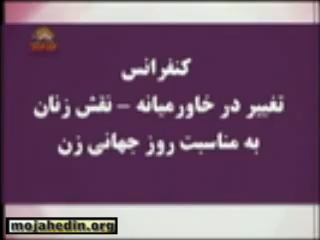 کنفرانس
تغییر در خاورمیانه - نقش زنان
به مناسبت روز جهانی زن
mojahedin.org